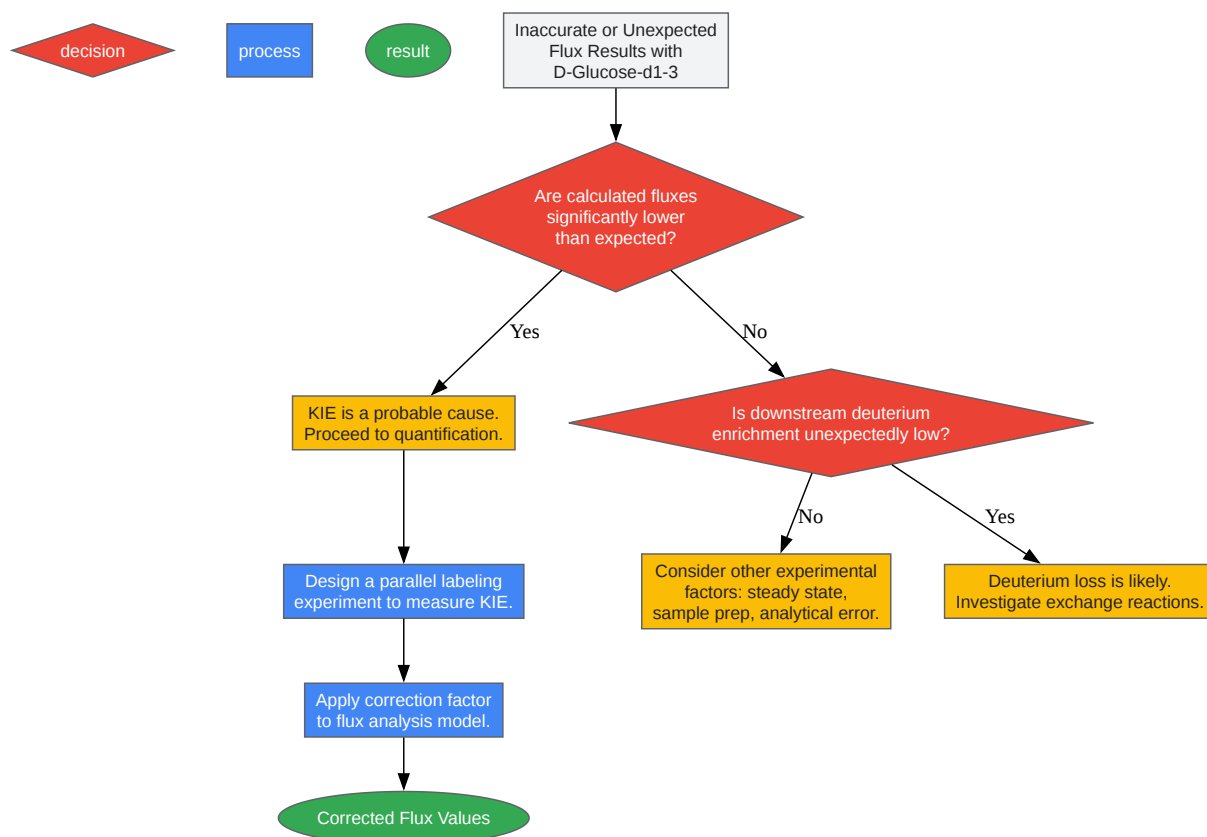 decision
process
result
Inaccurate or Unexpected
Flux Results with
D-Glucose-d1-3
Are calculated fluxes
significantly lower
than expected?
Yes
No
KIE is a probable cause.
Proceed to quantification.
Is downstream deuterium
enrichment unexpectedly low?
No
Yes
Design a parallel labeling
experiment to measure KIE.
Consider other experimental
factors: steady state,
sample prep, analytical error.
Deuterium loss is likely.
Investigate exchange reactions.
Apply correction factor
to flux analysis model.
Corrected Flux Values